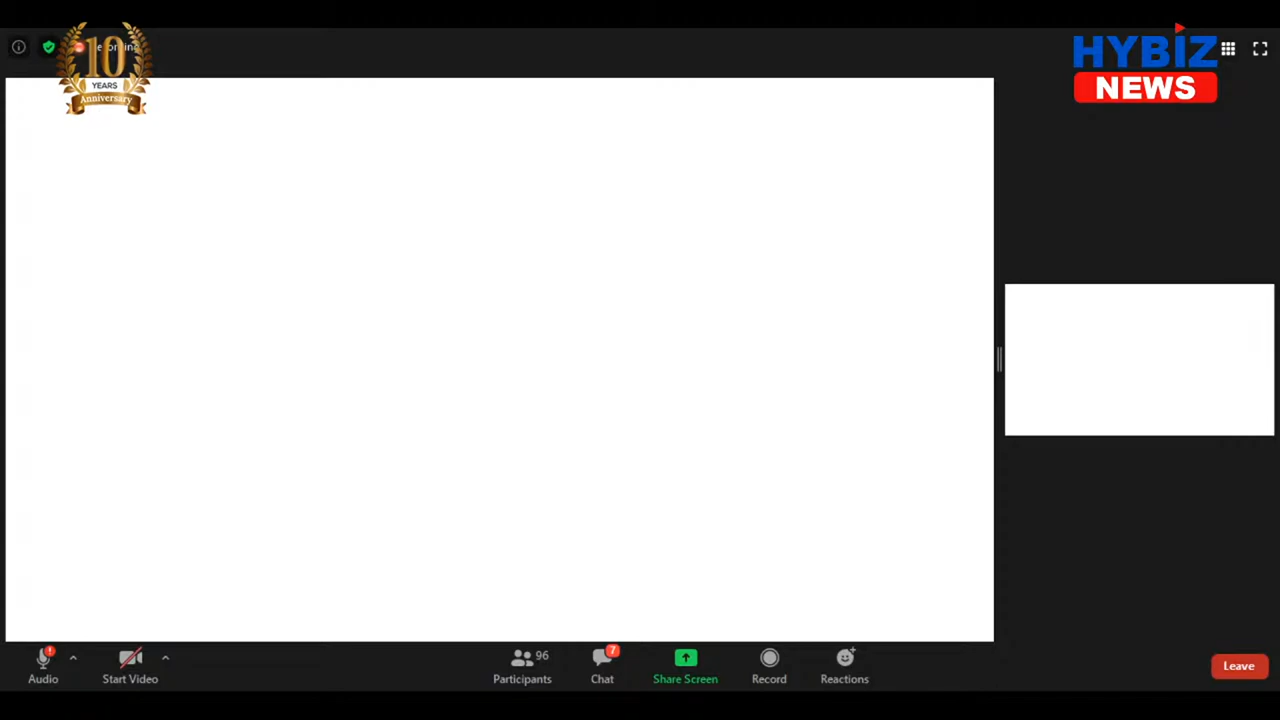 10
YEARS
Anniversary
HYBIZ
NEWS
Audio
Start Video
96
Participants
7
Chat
Share Screen
Record
Reactions
Leave